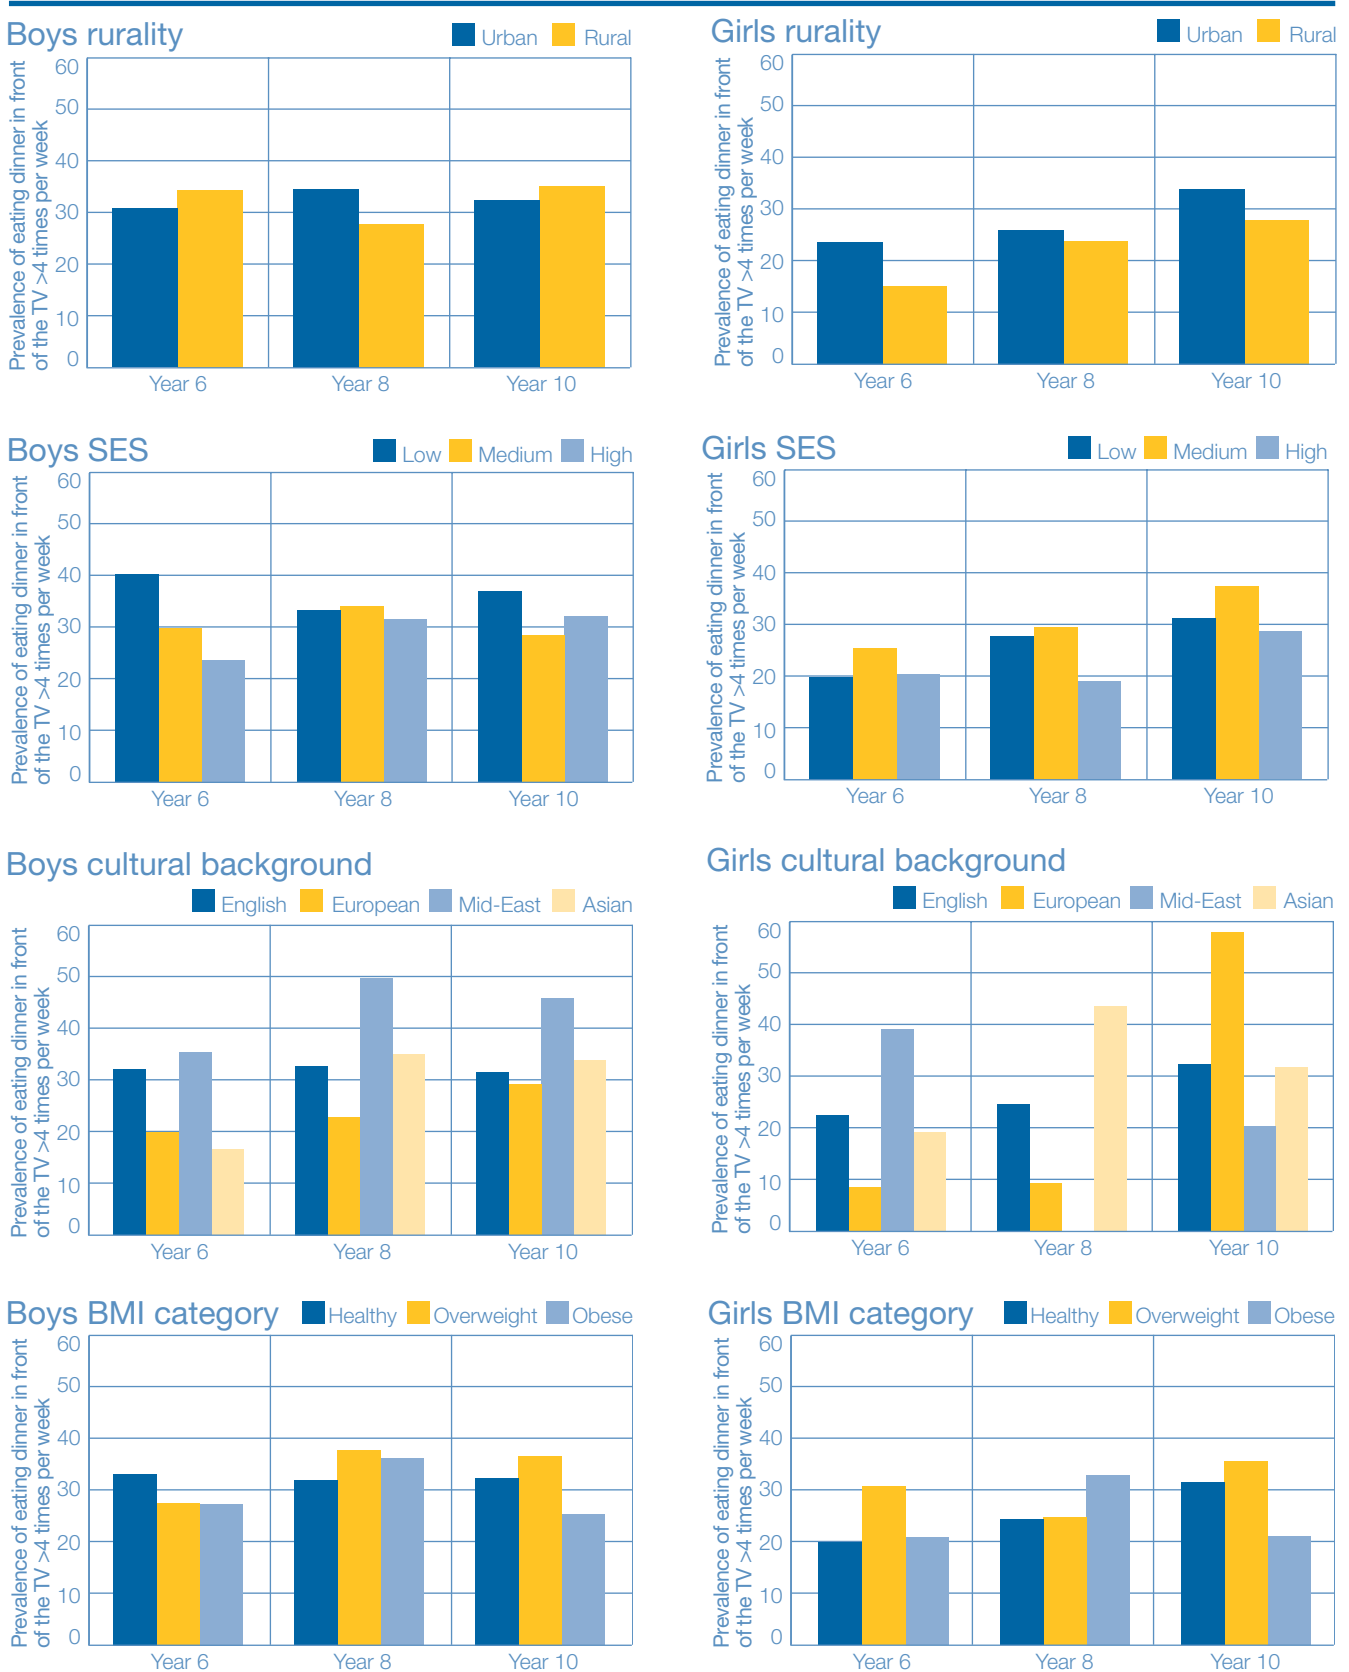 Boys rurality
Urban Rural
Prevalence of eating dinner in front
of the TV >4 times per week
60
50
40
30
20
10
0
Year 6 Year 8 Year 10
Girls rurality
Urban Rural
Prevalence of eating dinner in front
of the TV >4 times per week
60
50
40
30
20
10
0
Year 6 Year 8 Year 10
Boys SES
Low Medium High
Prevalence of eating dinner in front
of the TV >4 times per week
60
50
40
30
20
10
0
Year 6 Year 8 Year 10
Girls SES
Low Medium High
Prevalence of eating dinner in front
of the TV >4 times per week
60
50
40
30
20
10
0
Year 6 Year 8 Year 10
Boys cultural background
English European Mid-East Asian
Prevalence of eating dinner in front
of the TV >4 times per week
60
50
40
30
20
10
0
Year 6 Year 8 Year 10
Girls cultural background
English European Mid-East Asian
Prevalence of eating dinner in front
of the TV >4 times per week
60
50
40
30
20
10
0
Year 6 Year 8 Year 10
Boys BMI category
Healthy Overweight Obese
Prevalence of eating dinner in front
of the TV >4 times per week
60
50
40
30
20
10
0
Year 6 Year 8 Year 10
Girls BMI category
Healthy Overweight Obese
Prevalence of eating dinner in front
of the TV >4 times per week
60
50
40
30
20
10
0
Year 6 Year 8 Year 10